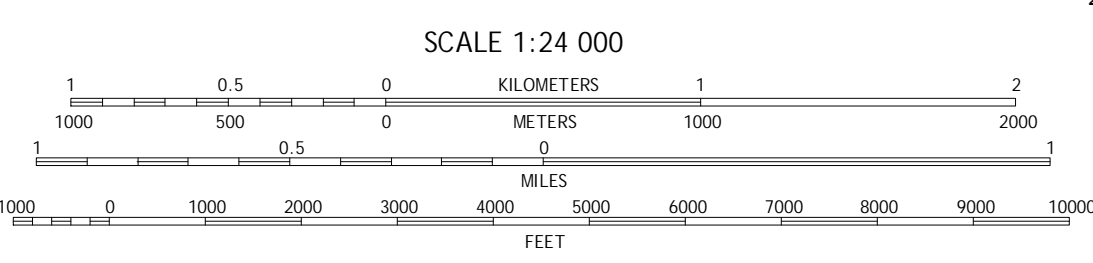 SCALE 1:24 000
1 0.5 0 KILOMETERS 1 2
1000 500 0 METERS 1000 2000
1 0.5 0 1
MILES
1000 0 1000 2000 3000 4000 5000 6000 7000 8000 9000 10000
FEET